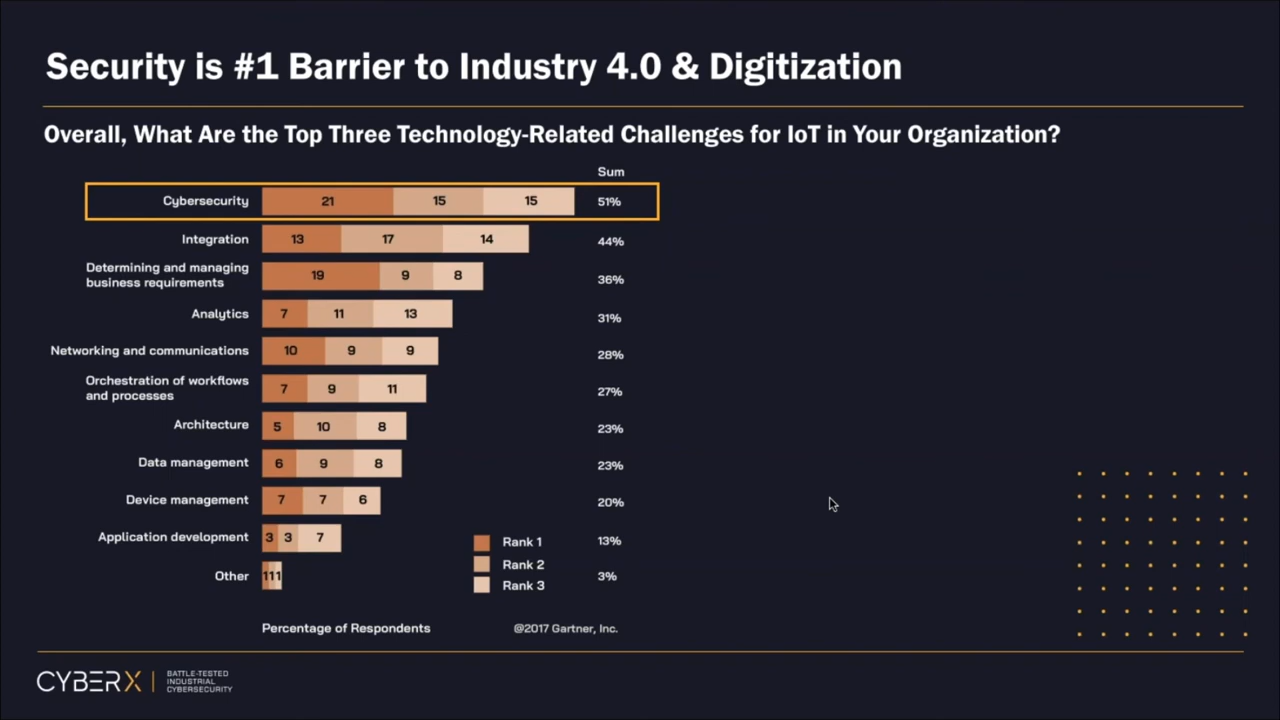 Security is #1 Barrier to Industry 4.0 & Digitization
Overall, What Are the Top Three Technology-Related Challenges for IoT in Your Organization?
Sum
Cybersecurity 21 15 15 51%
Integration 13 17 14 44%
Determining and managing
business requirements 19 9 8 36%
Analytics 7 11 13 31%
Networking and communications 10 9 9 28%
Orchestration of workflows
and processes 7 9 11 27%
Architecture 5 10 8 23%
Data management 6 9 8 23%
Device management 7 7 6 20%
Application development 3 3 7 13%
Other 1 1 1 3%
Rank 1
Rank 2
Rank 3
Percentage of Respondents @2017 Gartner, Inc.
CYBERX
BATTLE-TESTED
INDUSTRIAL
CYBERSECURITY